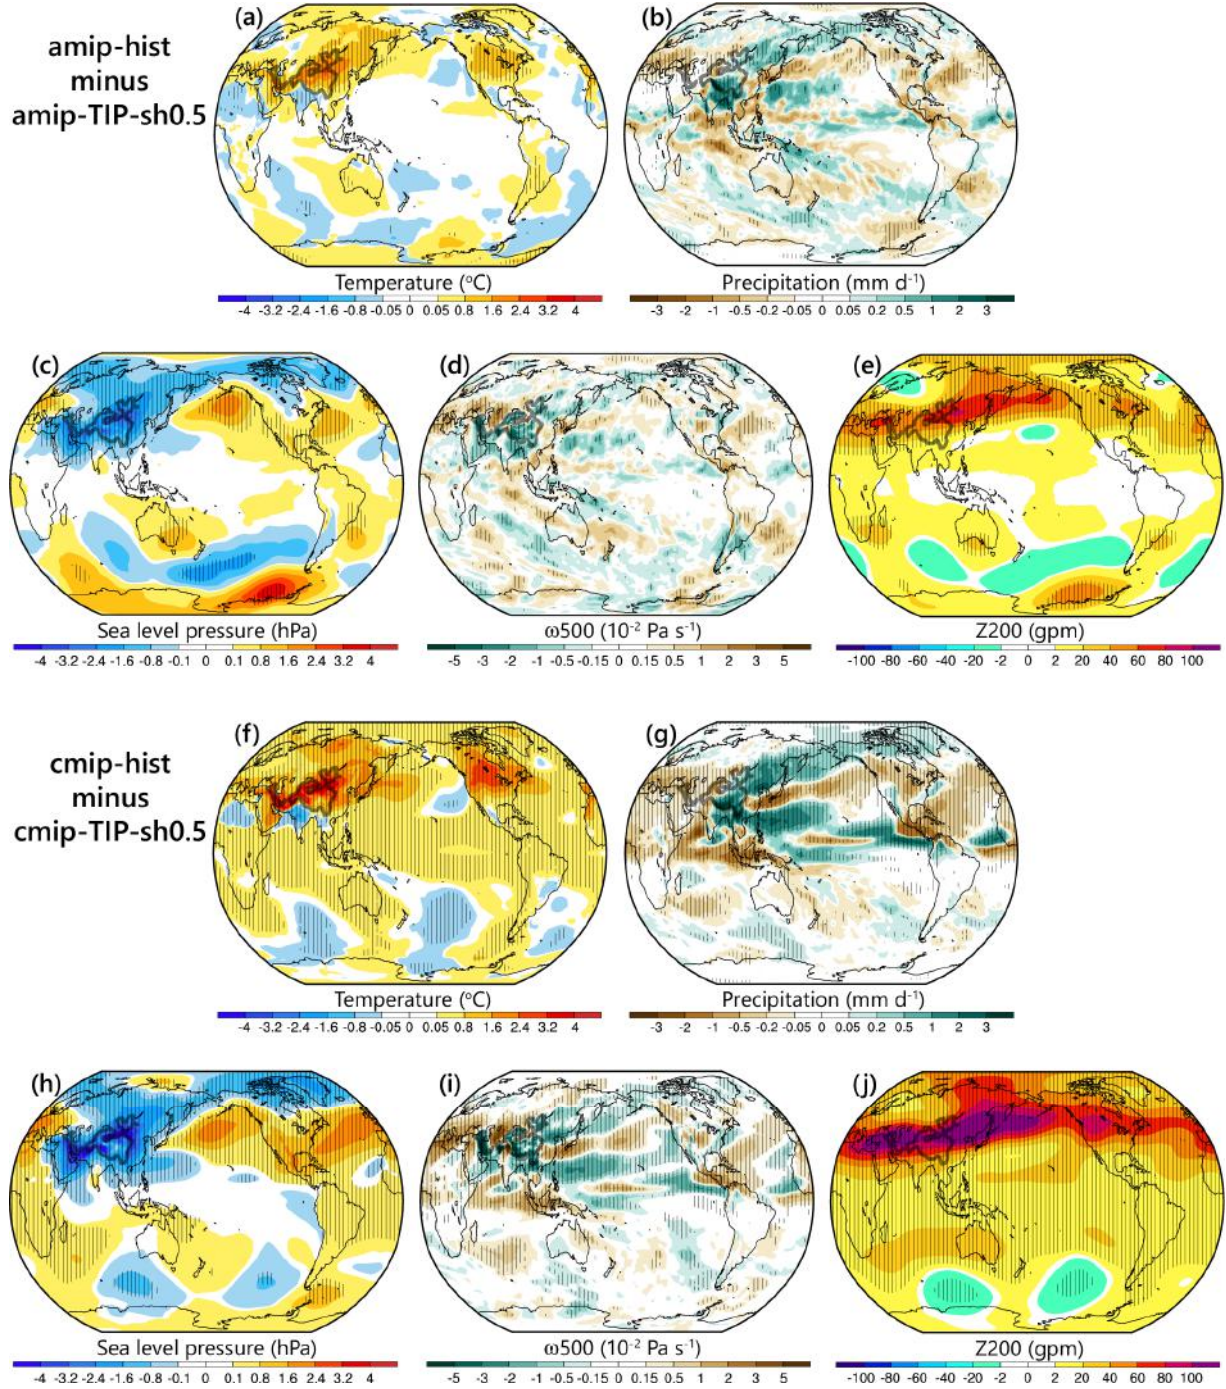 amip-hist
minus
amip-TIP-sh0.5
(a)
(b)
Temperature (°C)
-4 -3.2 -2.4 -1.6 -0.8 -0.05 0 0.05 0.8 1.6 2.4 3.2 4
Precipitation (mm d⁻¹)
-3 -2 -1 -0.5 -0.2 -0.05 0 0.05 0.2 0.5 1 2 3
(c)
(d)
(e)
Sea level pressure (hPa)
-4 -3.2 -2.4 -1.6 -0.8 -0.1 0 0.1 0.8 1.6 2.4 3.2 4
ω500 (10⁻² Pa s⁻¹)
-5 -3 -2 -1 -0.5 -0.15 0 0.15 0.5 1 2 3 5
Z200 (gpm)
-100 -80 -60 -40 -20 -2 0 2 20 40 60 80 100
cmip-hist
minus
cmip-TIP-sh0.5
(f)
(g)
Temperature (°C)
-4 -3.2 -2.4 -1.6 -0.8 -0.05 0 0.05 0.8 1.6 2.4 3.2 4
Precipitation (mm d⁻¹)
-3 -2 -1 -0.5 -0.2 -0.05 0 0.05 0.2 0.5 1 2 3
(h)
(i)
(j)
Sea level pressure (hPa)
-4 -3.2 -2.4 -1.6 -0.8 -0.1 0 0.1 0.8 1.6 2.4 3.2 4
ω500 (10⁻² Pa s⁻¹)
-5 -3 -2 -1 -0.5 -0.15 0 0.15 0.5 1 2 3 5
Z200 (gpm)
-100 -80 -60 -40 -20 -2 0 2 20 40 60 80 100